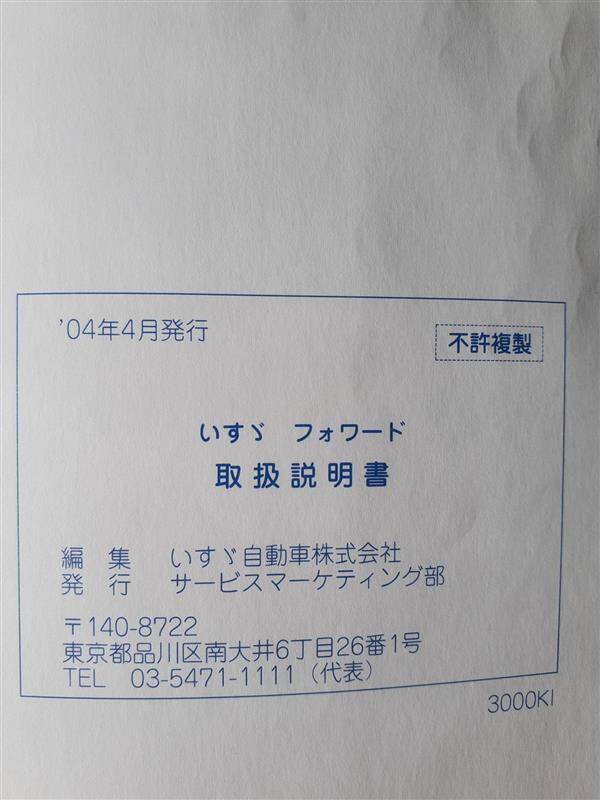 '04年4月発行
不許複製
いすゞ フォワード
取扱説明書
編 集 いすゞ自動車株式会社
発 行 サービスマーケティング部
〒140-8722
東京都品川区南大井6丁目26番1号
TEL 03-5471-1111（代表）
3000KI